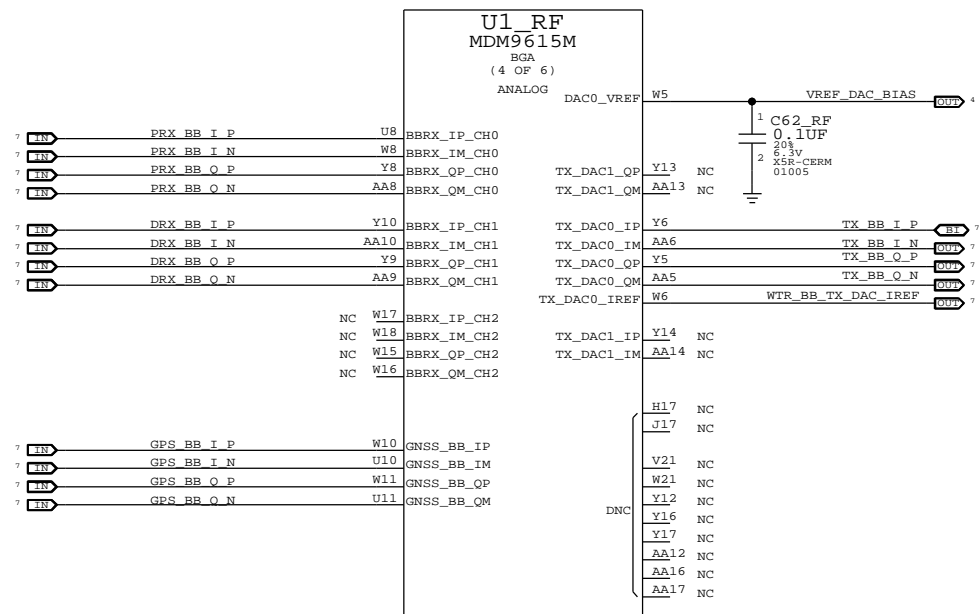 U1_RF
MDM9615M
BGA
(4 OF 6)
ANALOG
DAC0_VREF W5 VREF_DAC_BIAS OUT 4
1 C62_RF
0.1UF
20%
6.3V
2 X5R-CERM
01005
7 IN PRX_BB_I_P U8 BBRX_IP_CH0
7 IN PRX_BB_I_N W8 BBRX_IM_CH0
7 IN PRX_BB_Q_P Y8 BBRX_QP_CH0
7 IN PRX_BB_Q_N AA8 BBRX_QM_CH0
TX_DAC1_QP Y13 NC
TX_DAC1_QM AA13 NC
7 IN DRX_BB_I_P Y10 BBRX_IP_CH1
7 IN DRX_BB_I_N AA10 BBRX_IM_CH1
7 IN DRX_BB_Q_P Y9 BBRX_QP_CH1
7 IN DRX_BB_Q_N AA9 BBRX_QM_CH1
TX_DAC0_IP Y6 TX_BB_I_P BI 7
TX_DAC0_IM AA6 TX_BB_I_N OUT 7
TX_DAC0_QP Y5 TX_BB_Q_P OUT 7
TX_DAC0_QM AA5 TX_BB_Q_N OUT 7
TX_DAC0_IREF W6 WTR_BB_TX_DAC_IREF OUT 7
NC W17 BBRX_IP_CH2
NC W18 BBRX_IM_CH2
NC W15 BBRX_QP_CH2
NC W16 BBRX_QM_CH2
TX_DAC1_IP Y14 NC
TX_DAC1_IM AA14 NC
7 IN GPS_BB_I_P W10 GNSS_BB_IP
7 IN GPS_BB_I_N U10 GNSS_BB_IM
7 IN GPS_BB_Q_P W11 GNSS_BB_QP
7 IN GPS_BB_Q_N U11 GNSS_BB_QM
DNC
H17 NC
J17 NC
V21 NC
W21 NC
Y12 NC
Y16 NC
Y17 NC
AA12 NC
AA16 NC
AA17 NC